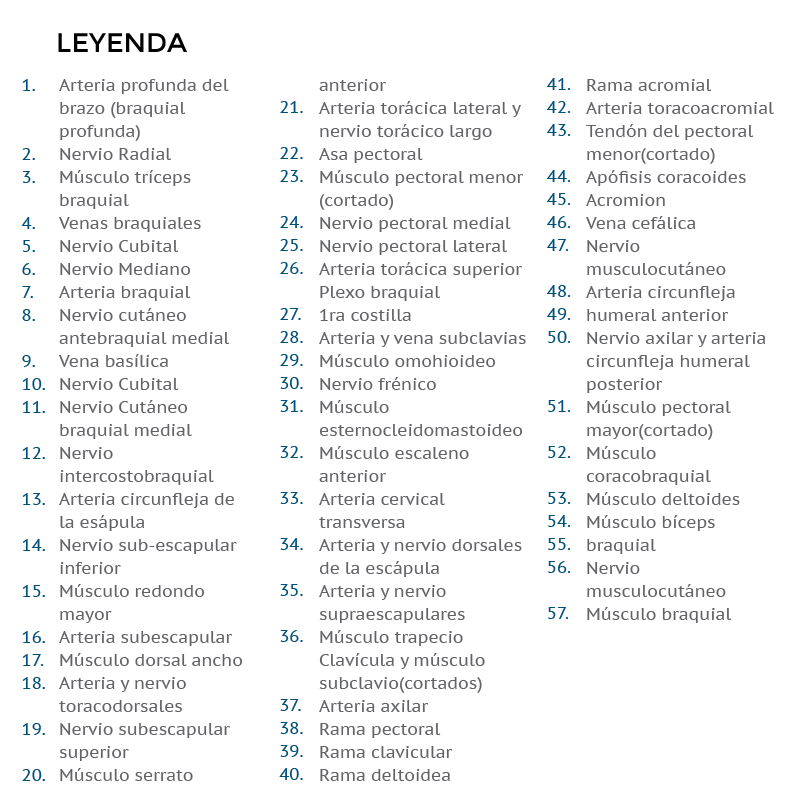 LEYENDA
1. Arteria profunda del
brazo (braquial
profunda)
2. Nervio Radial
3. Músculo tríceps
braquial
4. Venas braquiales
5. Nervio Cubital
6. Nervio Mediano
7. Arteria braquial
8. Nervio cutáneo
antebraquial medial
9. Vena basílica
10. Nervio Cubital
11. Nervio Cutáneo
braquial medial
12. Nervio
intercostobraquial
13. Arteria circunfleja de
la esápula
14. Nervio sub-escapular
inferior
15. Músculo redondo
mayor
16. Arteria subescapular
17. Músculo dorsal ancho
18. Arteria y nervio
toracodorsales
19. Nervio subescapular
superior
20. Músculo serrato
anterior
21. Arteria torácica lateral y
nervio torácico largo
22. Asa pectoral
23. Músculo pectoral menor
(cortado)
24. Nervio pectoral medial
25. Nervio pectoral lateral
26. Arteria torácica superior
Plexo braquial
27. 1ra costilla
28. Arteria y vena subclavias
29. Músculo omohioideo
30. Nervio frénico
31. Músculo
esternocleidomastoideo
32. Músculo escaleno
anterior
33. Arteria cervical
transversa
34. Arteria y nervio dorsales
de la escápula
35. Arteria y nervio
supraescapulares
36. Músculo trapecio
Clavícula y músculo
subclavio(cortados)
37. Arteria axilar
38. Rama pectoral
39. Rama clavicular
40. Rama deltoidea
41. Rama acromial
42. Arteria toracoacromial
43. Tendón del pectoral
menor(cortado)
44. Apófisis coracoides
45. Acromion
46. Vena cefálica
47. Nervio
musculocutáneo
48. Arteria circunfleja
49. humeral anterior
50. Nervio axilar y arteria
circunfleja humeral
posterior
51. Músculo pectoral
mayor(cortado)
52. Músculo
coracobraquial
53. Músculo deltoides
54. Músculo bíceps
55. braquial
56. Nervio
musculocutáneo
57. Músculo braquial